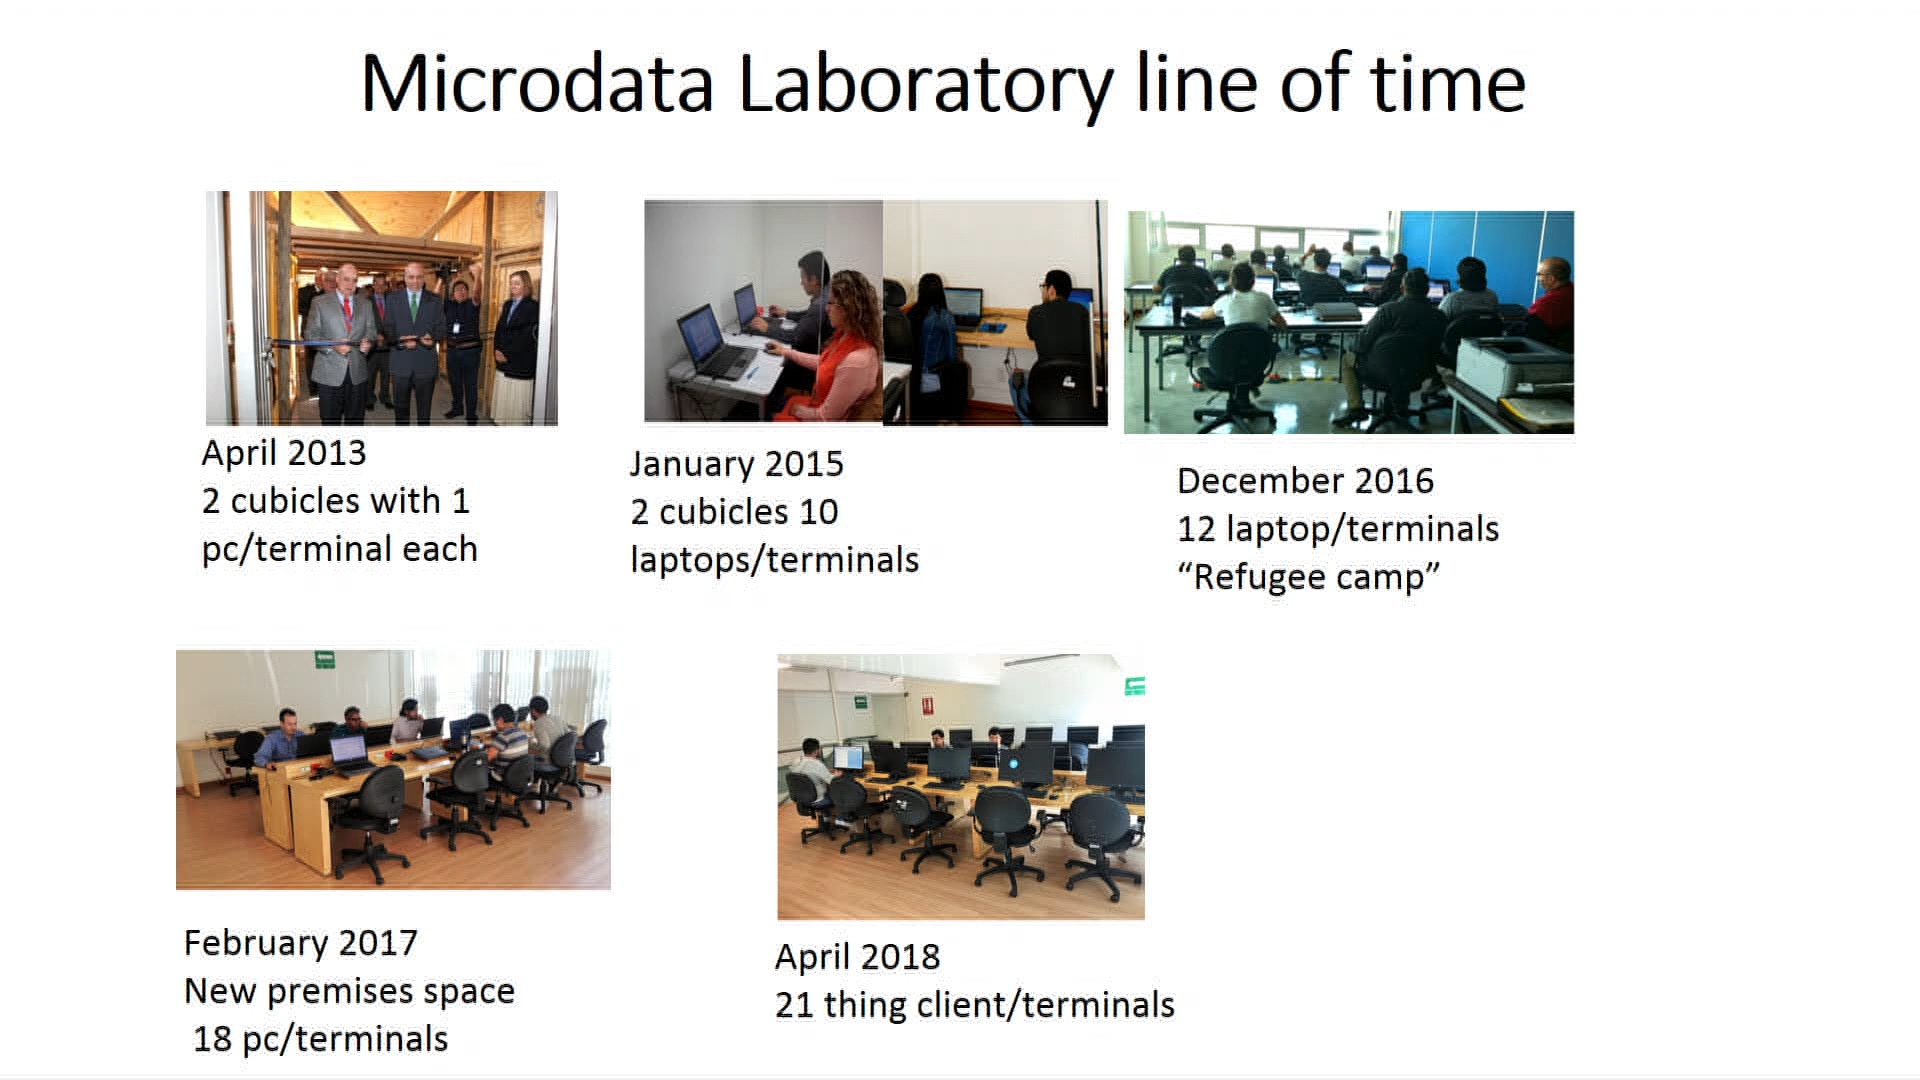 Microdata Laboratory line of time
April 2013
2 cubicles with 1
pc/terminal each
January 2015
2 cubicles 10
laptops/terminals
December 2016
12 laptop/terminals
“Refugee camp”
February 2017
New premises space
18 pc/terminals
April 2018
21 thing client/terminals